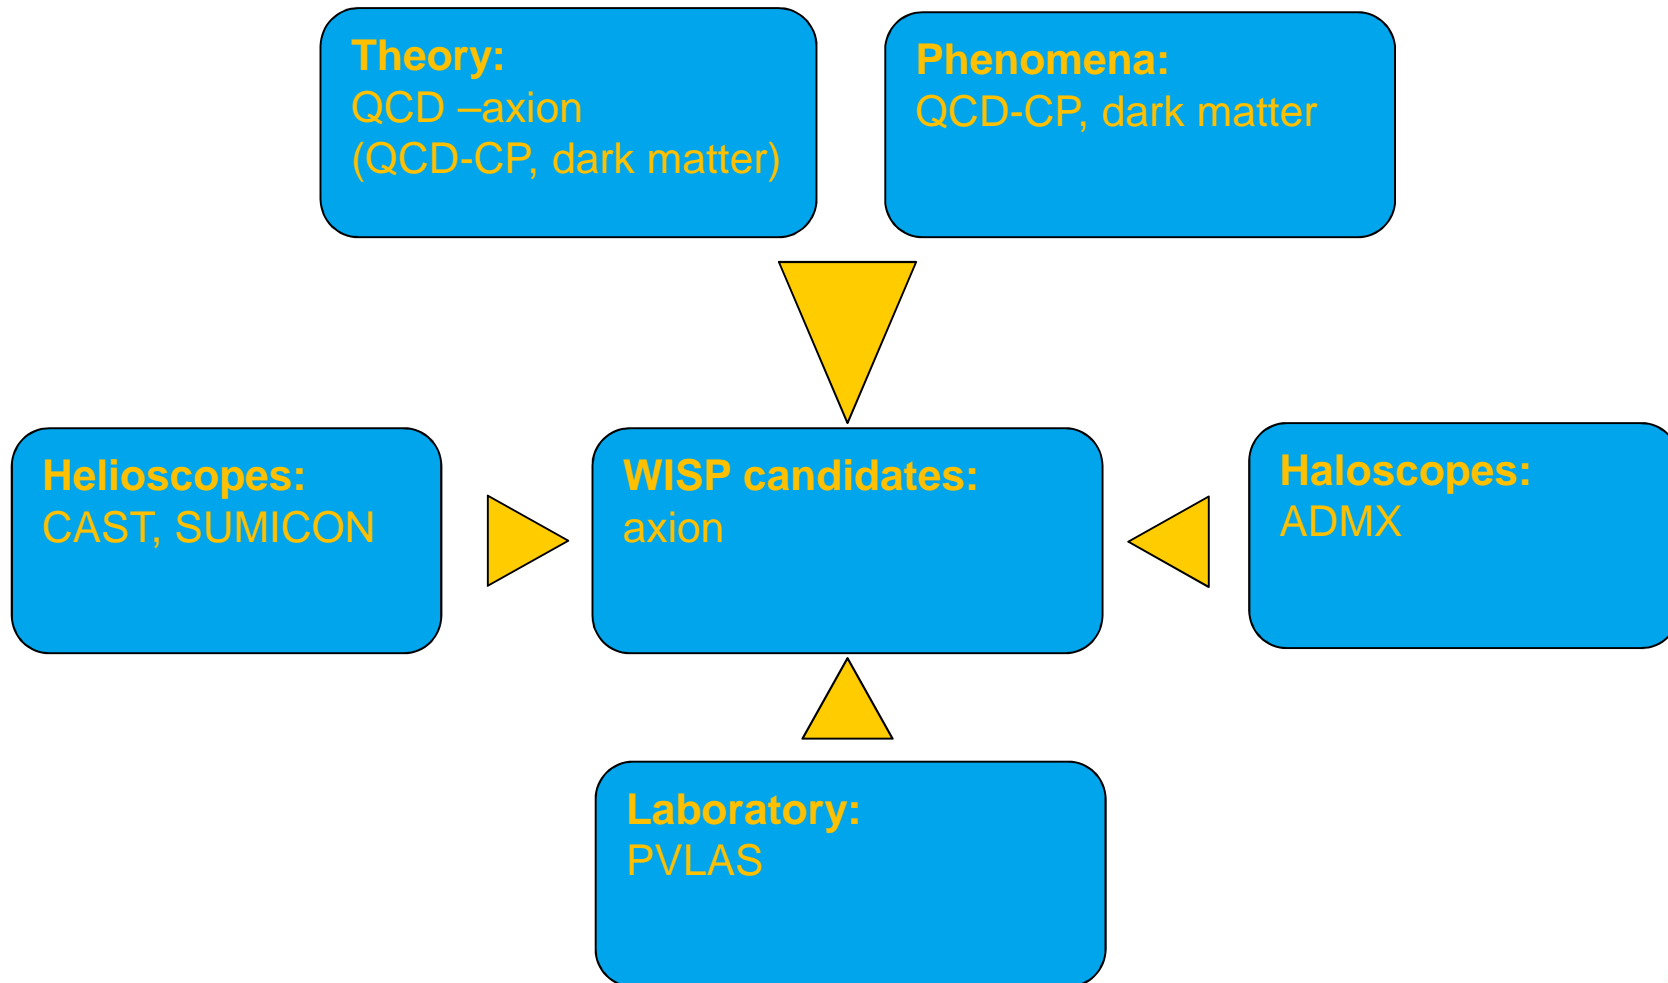 Theory:
QCD –axion
(QCD-CP, dark matter)
Phenomena:
QCD-CP, dark matter
Helioscopes:
CAST, SUMICON
WISP candidates:
axion
Haloscopes:
ADMX
Laboratory:
PVLAS